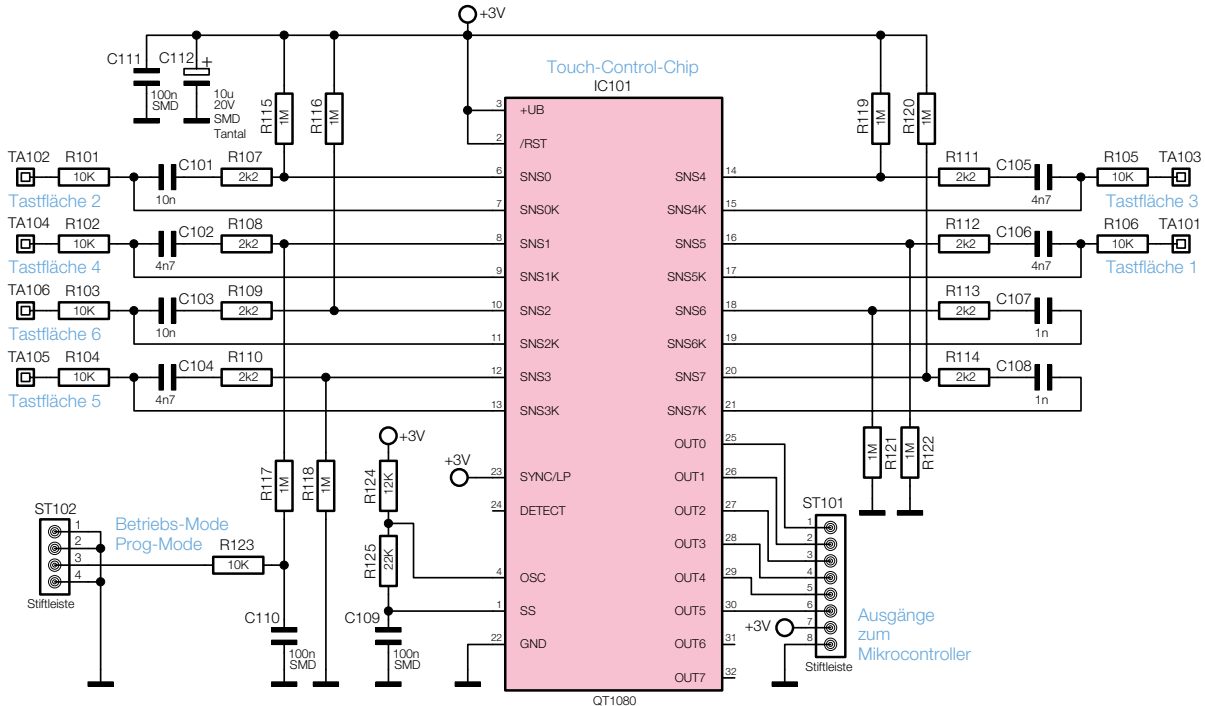 +3V
C111
100n
SMD
C112
+
10u
20V
SMD
Tantal
R115
1M
R116
1M
Touch-Control-Chip
IC101
R119
1M
R120
1M
3 +UB
2 /RST
TA102 R101 C101 R107
10K 10n 2k2
Tastfläche 2
6 SNS0
7 SNS0K
TA104 R102 C102 R108
10K 4n7 2k2
Tastfläche 4
8 SNS1
9 SNS1K
TA106 R103 C103 R109
10K 10n 2k2
Tastfläche 6
10 SNS2
11 SNS2K
TA105 R104 C104 R110
10K 4n7 2k2
Tastfläche 5
12 SNS3
13 SNS3K
SNS4 14
SNS4K 15
R111 C105 R105 TA103
2k2 4n7 10K
Tastfläche 3
SNS5 16
SNS5K 17
R112 C106 R106 TA101
2k2 4n7 10K
Tastfläche 1
SNS6 18
SNS6K 19
R113 C107
2k2 1n
SNS7 20
SNS7K 21
R114 C108
2k2 1n
R117
1M
R118
1M
+3V
R124
12K
R125
22K
+3V
23 SYNC/LP
24 DETECT
4 OSC
1 SS
22 GND
R121
1M
R122
1M
OUT0 25
OUT1 26
OUT2 27
OUT3 28
OUT4 29
OUT5 30
OUT6 31
OUT7 32
ST102
1
2
3
4
Stiftleiste
Betriebs-Mode
Prog-Mode
R123
10K
C110
100n
SMD
C109
100n
SMD
ST101
1
2
3
4
5
6
7
8
+3V
Stiftleiste
Ausgänge
zum
Mikrocontroller
QT1080